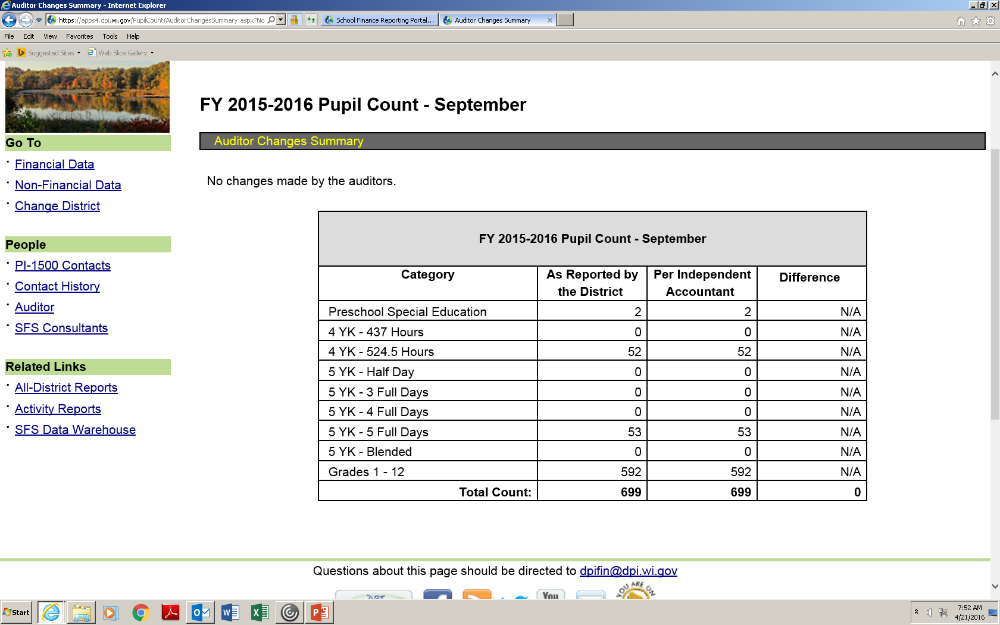 Auditor Changes Summary - Internet Explorer
https://apps4.dpi.wi.gov/PupilCount/AuditorChangesSummary.aspx?No
School Finance Reporting Portal...
Auditor Changes Summary
File Edit View Favorites Tools Help
Suggested Sites
Web Slice Gallery
Go To
Financial Data
Non-Financial Data
Change District
People
PI-1500 Contacts
Contact History
Auditor
SFS Consultants
Related Links
All-District Reports
Activity Reports
SFS Data Warehouse
FY 2015-2016 Pupil Count - September
Auditor Changes Summary
No changes made by the auditors.
FY 2015-2016 Pupil Count - September
Category As Reported by the District Per Independent Accountant Difference
Preschool Special Education 2 2 N/A
4 YK - 437 Hours 0 0 N/A
4 YK - 524.5 Hours 52 52 N/A
5 YK - Half Day 0 0 N/A
5 YK - 3 Full Days 0 0 N/A
5 YK - 4 Full Days 0 0 N/A
5 YK - 5 Full Days 53 53 N/A
5 YK - Blended 0 0 N/A
Grades 1 - 12 592 592 N/A
Total Count: 699 699 0
Questions about this page should be directed to dpifin@dpi.wi.gov
You
YOU ARE ON
Start
7:52 AM
4/21/2016